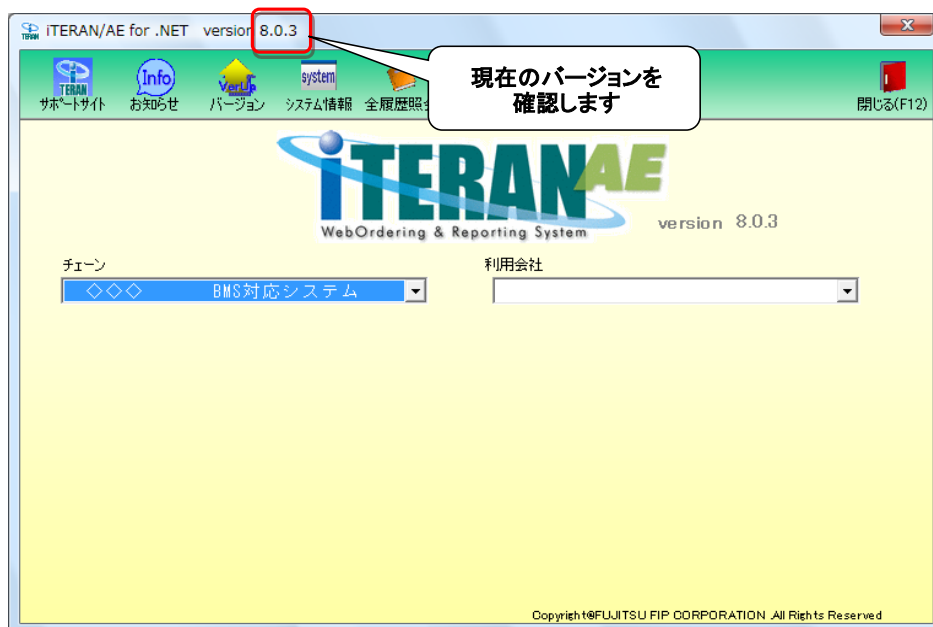 iTERAN/AE for .NET version 8.0.3
現在のバージョンを
確認します
TERAN
Info
VerUp
system
サポートサイト お知らせ バージョン システム情報 全履歴照会 閉じる(F12)
iTERAN AE
WebOrdering & Reporting System
version 8.0.3
チェーン 利用会社
◇◇◇ BMS対応システム
Copyright@FUJITSU FIP CORPORATION .All Rights Reserved